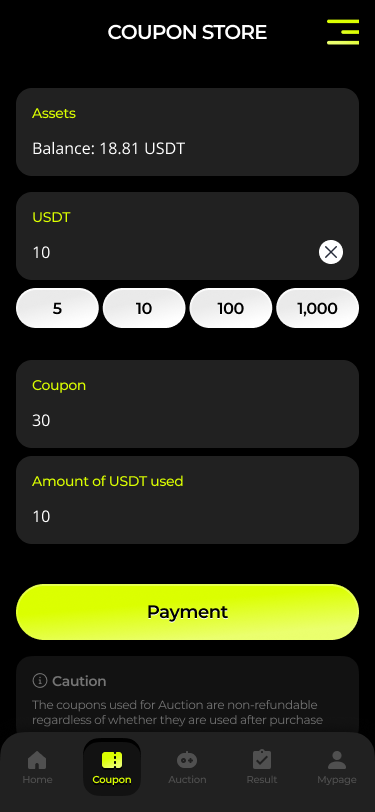 COUPON STORE
Assets
Balance: 18.81 USDT
USDT
10
5 10 100 1,000
Coupon
30
Amount of USDT used
10
Payment
Caution
The coupons used for Auction are non-refundable
regardless of whether they are used after purchase
Home Coupon Auction Result Mypage